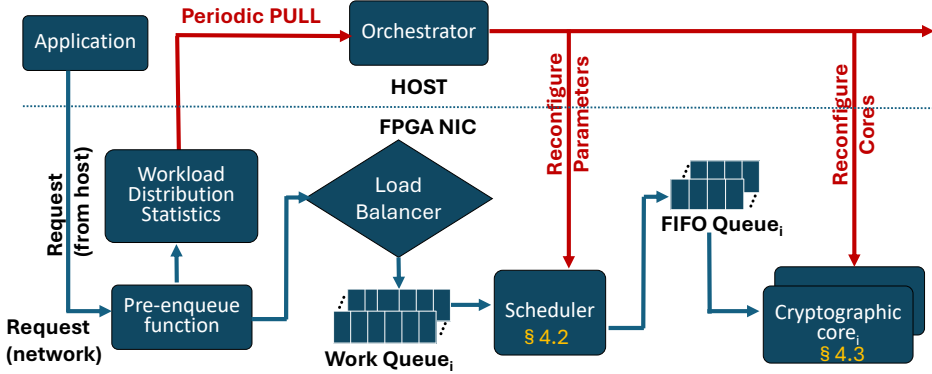 Periodic PULL
Application
Orchestrator
HOST
FPGA NIC
Reconfigure
Parameters
Reconfigure
Cores
Request
(from host)
Workload
Distribution
Statistics
Load
Balancer
FIFO Queueᵢ
Pre-enqueue
function
Scheduler
§ 4.2
Cryptographic
coreᵢ
§ 4.3
Request
(network)
Work Queueᵢ